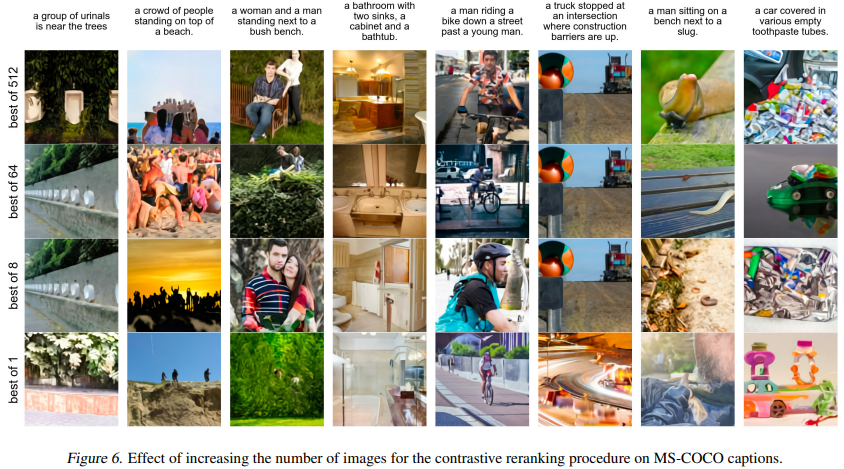 a group of urinals
is near the trees
a crowd of people
standing on top of
a beach.
a woman and a man
standing next to a
bush bench.
a bathroom with
two sinks, a
cabinet and a
bathtub.
a man riding a
bike down a street
past a young man.
a truck stopped at
an intersection
where construction
barriers are up.
a man sitting on a
bench next to a
slug.
a car covered in
various empty
toothpaste tubes.
best of 512
best of 64
best of 8
best of 1
Figure 6. Effect of increasing the number of images for the contrastive reranking procedure on MS-COCO captions.